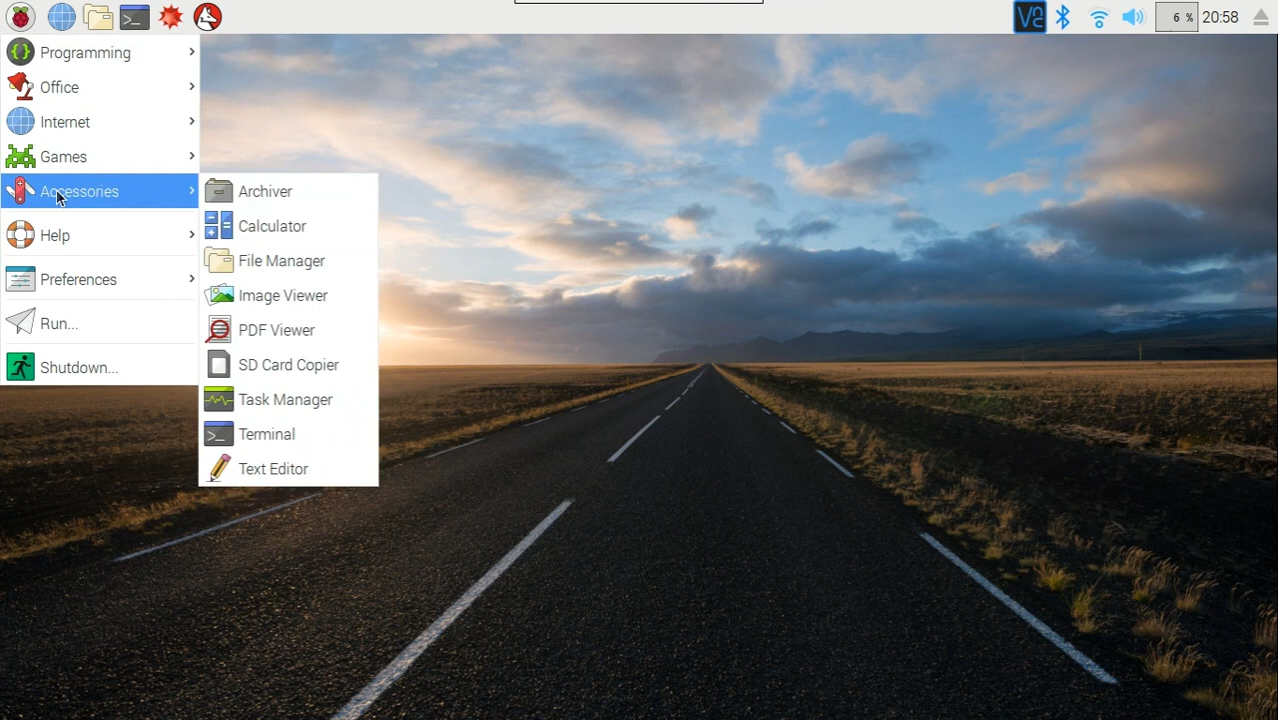 6 %
20:58
Programming
Office
Internet
Games
Accessories
Help
Preferences
Run...
Shutdown...
Archiver
Calculator
File Manager
Image Viewer
PDF Viewer
SD Card Copier
Task Manager
Terminal
Text Editor